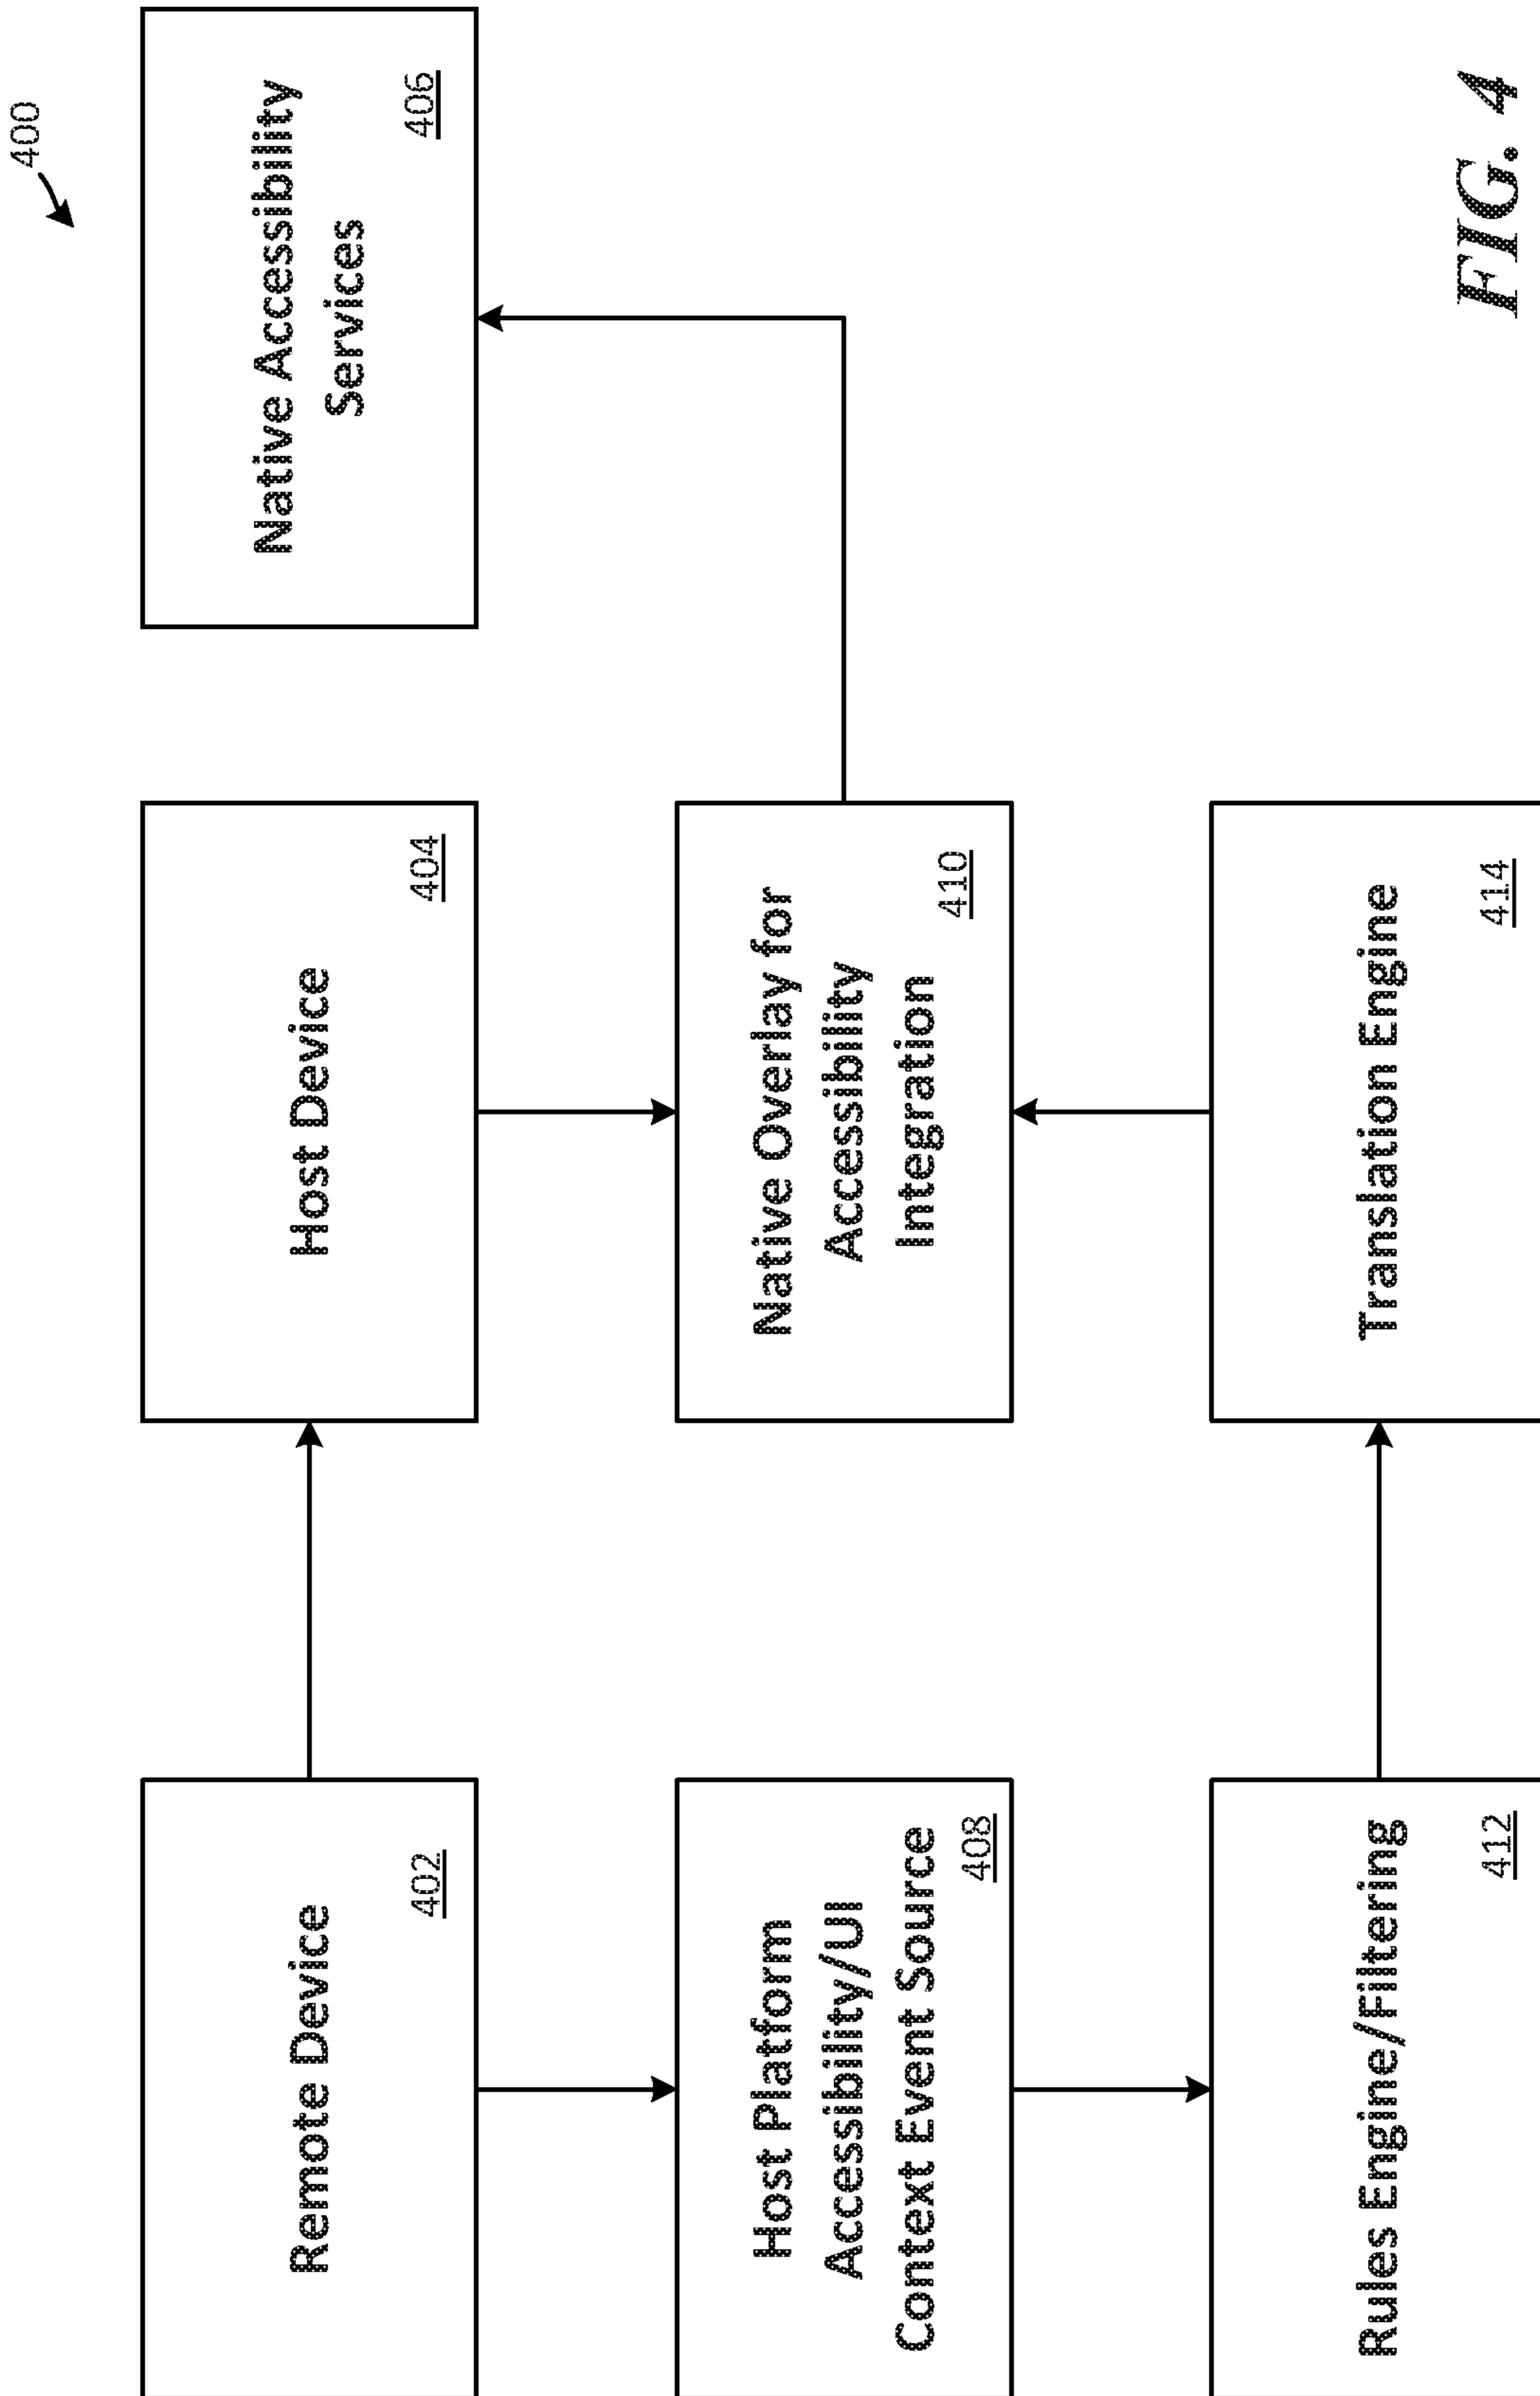 400
Remote Device
402
Host Device
404
Native Accessibility
Services
406
Host Platform
Accessibility/UI
Context Event Source
408
Native Overlay for
Accessibility
Integration
410
Rules Engine/Filtering
412
Translation Engine
414
FIG. 4